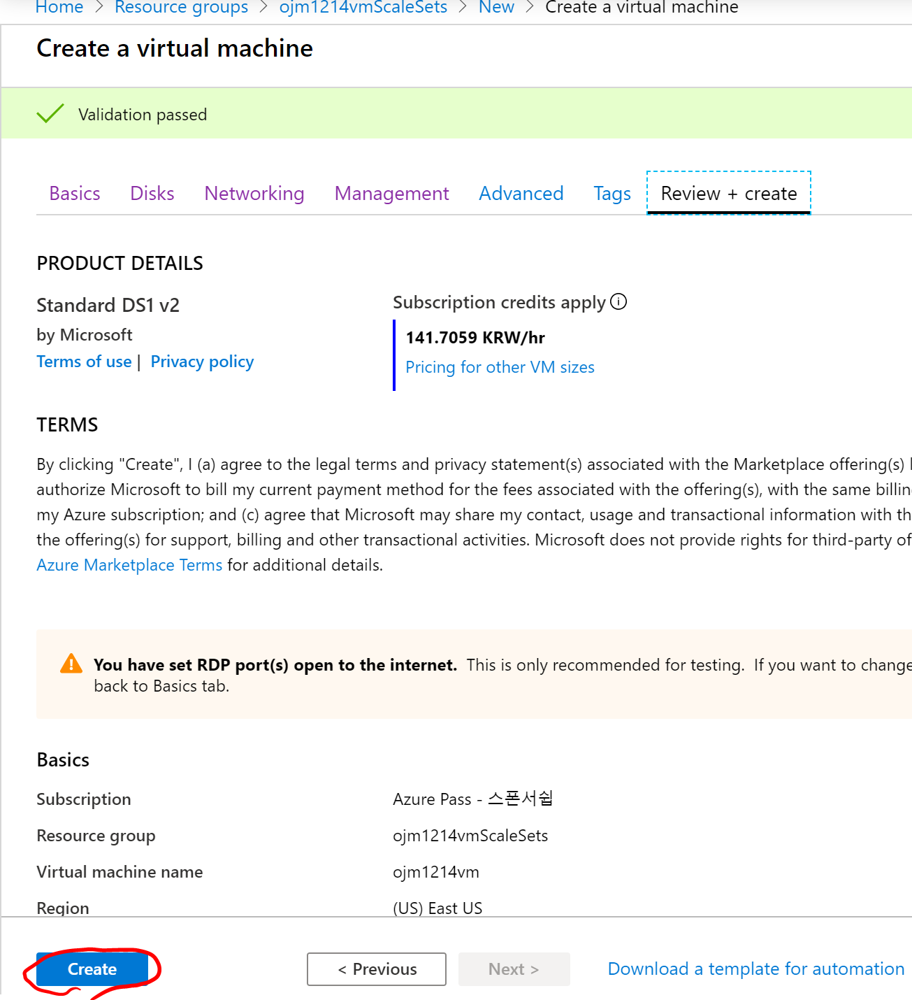 Home > Resource groups > ojm1214vmScaleSets > New > Create a virtual machine
Create a virtual machine
Validation passed
Basics Disks Networking Management Advanced Tags Review + create
PRODUCT DETAILS
Standard DS1 v2
by Microsoft
Terms of use | Privacy policy
Subscription credits apply
141.7059 KRW/hr
Pricing for other VM sizes
TERMS
By clicking "Create", I (a) agree to the legal terms and privacy statement(s) associated with the Marketplace offering(s)
authorize Microsoft to bill my current payment method for the fees associated with the offering(s), with the same billin
my Azure subscription; and (c) agree that Microsoft may share my contact, usage and transactional information with th
the offering(s) for support, billing and other transactional activities. Microsoft does not provide rights for third-party of
Azure Marketplace Terms for additional details.
You have set RDP port(s) open to the internet. This is only recommended for testing. If you want to change
back to Basics tab.
Basics
Subscription Azure Pass - 스폰서쉽
Resource group ojm1214vmScaleSets
Virtual machine name ojm1214vm
Region (US) East US
Create < Previous Next > Download a template for automation